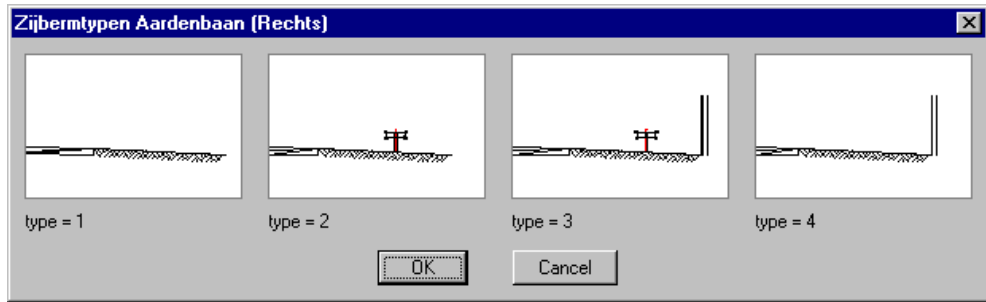 Zijbermtypen Aardenbaan (Rechts)
type = 1
type = 2
type = 3
type = 4
OK
Cancel